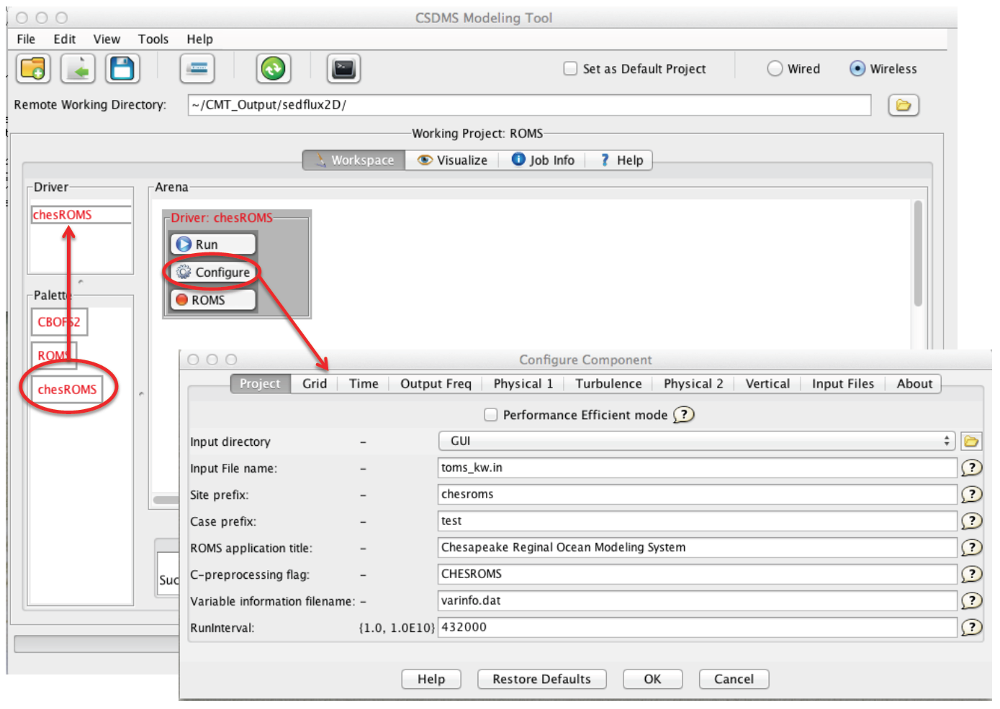 CSDMS Modeling Tool
File Edit View Tools Help
Set as Default Project Wired Wireless
Remote Working Directory: ~/CMT_Output/sedflux2D/
Working Project: ROMS
Workspace Visualize Job Info Help
Driver
chesROMS
Palette
CBOFS2
ROMS
chesROMS
Arena
Driver: chesROMS
Run
Configure
ROMS
Suc
Configure Component
Project Grid Time Output Freq Physical 1 Turbulence Physical 2 Vertical Input Files About
Performance Efficient mode ?
Input directory - GUI
Input File name: - toms_kw.in ?
Site prefix: - chesroms ?
Case prefix: - test ?
ROMS application title: - Chesapeake Reginal Ocean Modeling System ?
C-preprocessing flag: - CHESROMS ?
Variable information filename: - varinfo.dat ?
RunInterval: {1.0, 1.0E10} 432000 ?
Help Restore Defaults OK Cancel